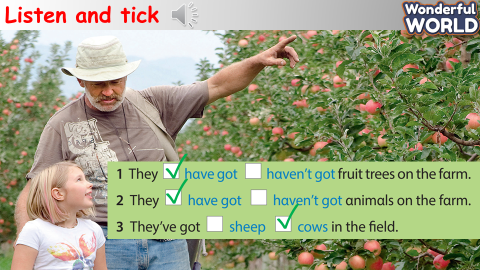 Listen and tick
Wonderful
WORLD
1 They have got haven't got fruit trees on the farm.
2 They have got haven't got animals on the farm.
3 They've got sheep cows in the field.